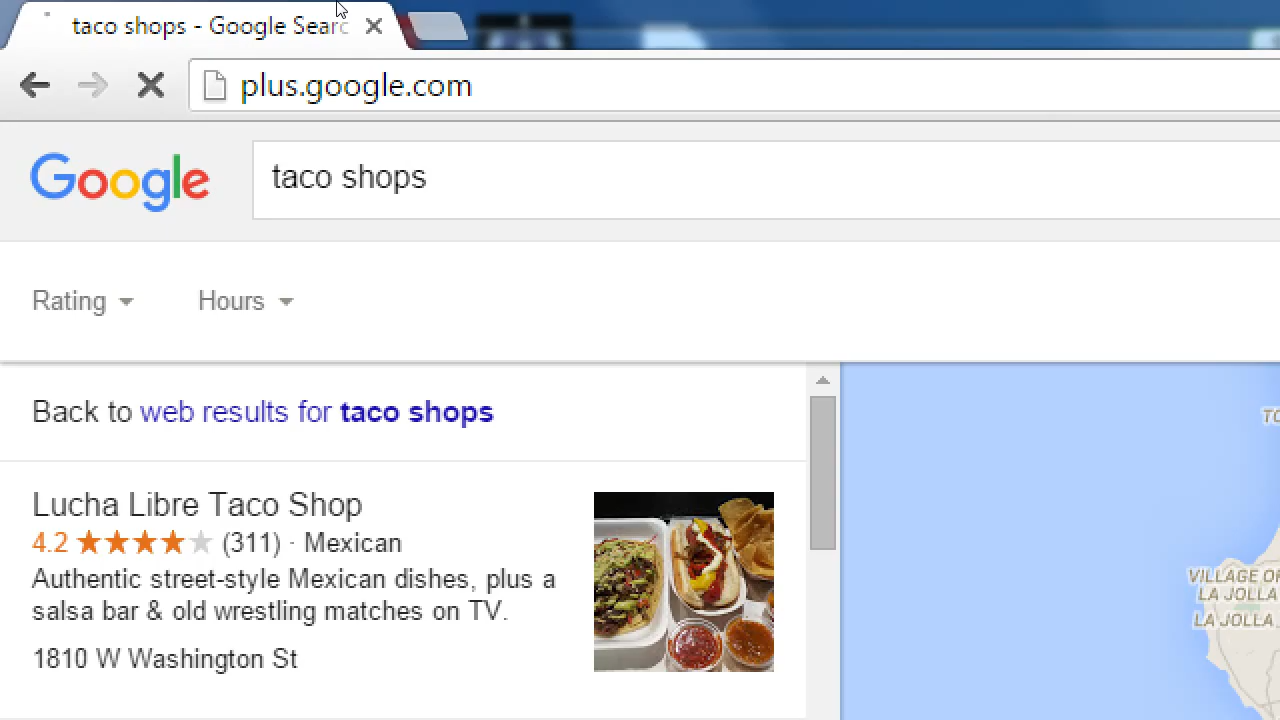 taco shops - Google Searc
plus.google.com
Google
taco shops
Rating
Hours
Back to web results for taco shops
Lucha Libre Taco Shop
4.2 ★★★★★ (311) · Mexican
Authentic street-style Mexican dishes, plus a
salsa bar & old wrestling matches on TV.
1810 W Washington St
TO
VILLAGE OF
LA JOLLA
LA JOLLA